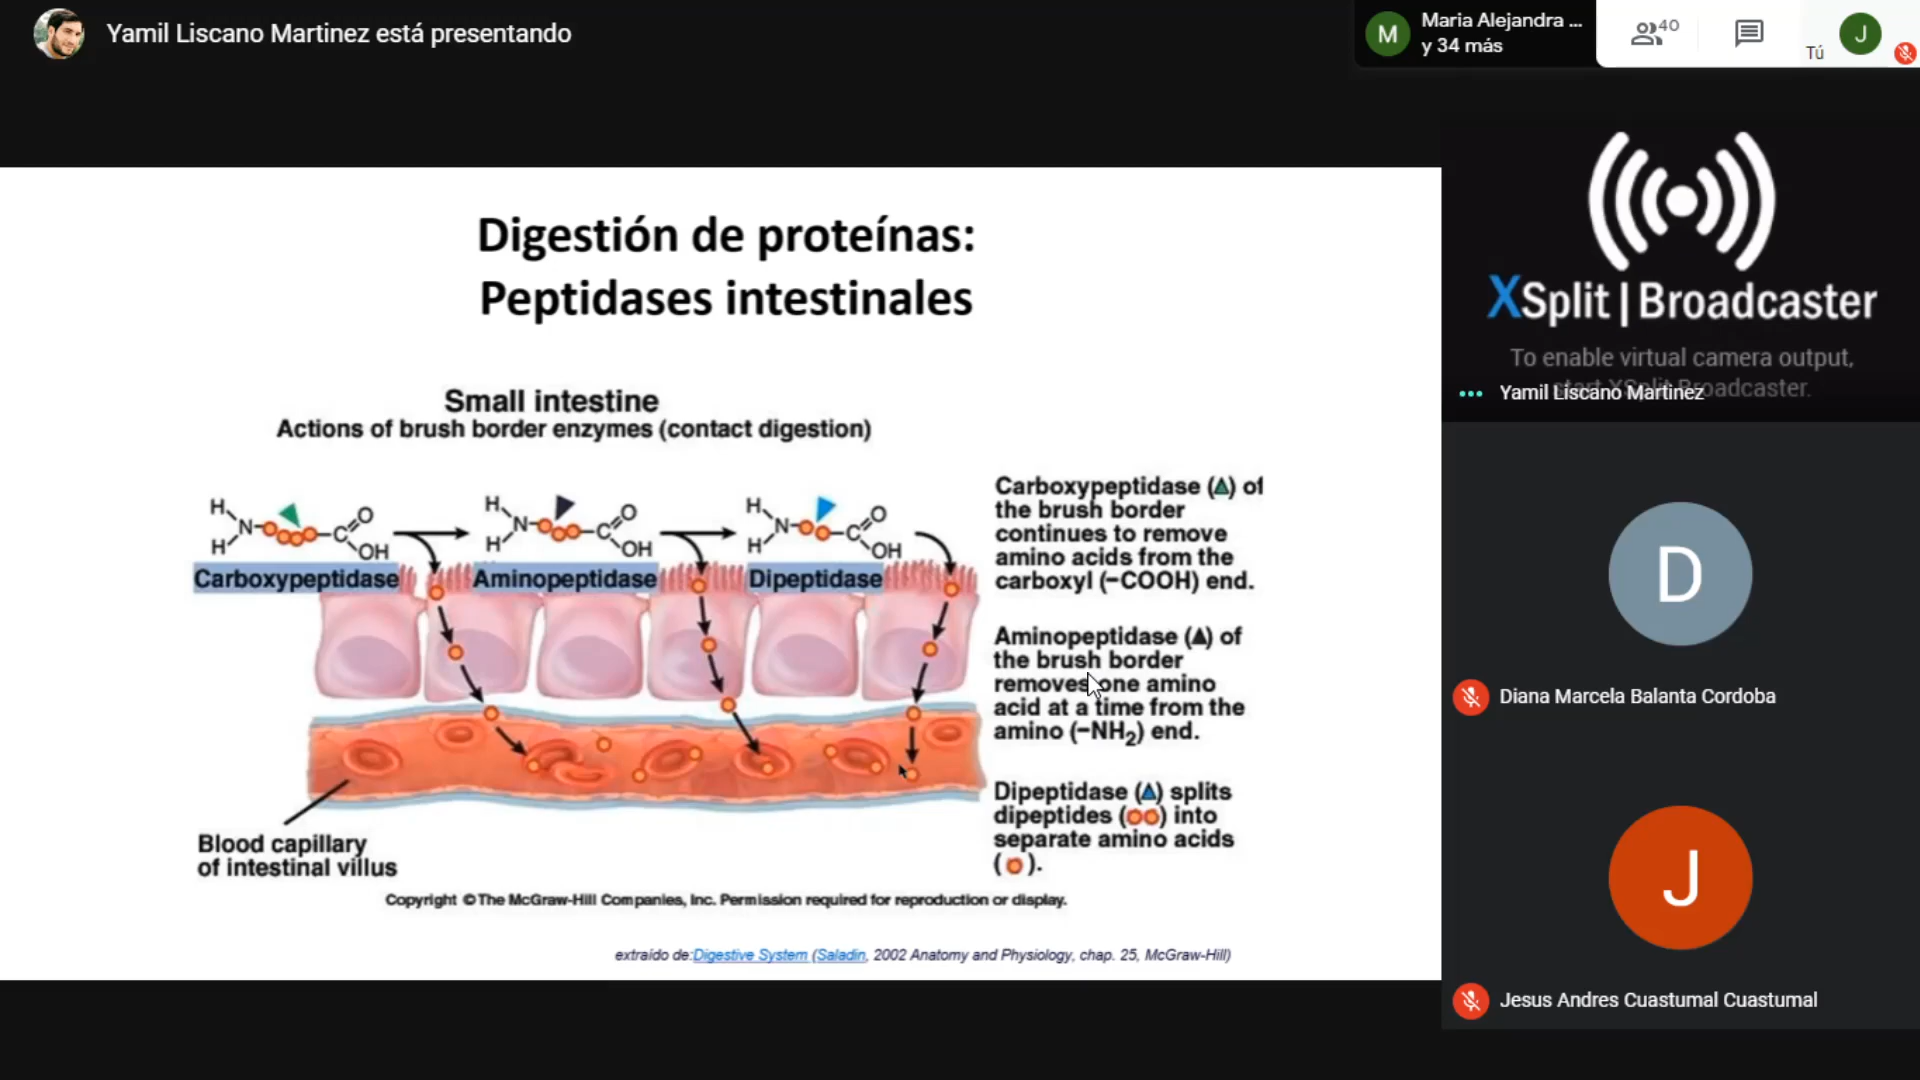 Yamil Liscano Martinez está presentando
M
Maria Alejandra ...
y 34 más
40
Tú
J
Digestión de proteínas:
Peptidases intestinales
Small intestine
Actions of brush border enzymes (contact digestion)
H
H
N
C
O
OH
H
H
N
C
O
OH
H
H
N
C
O
OH
Carboxypeptidase
Aminopeptidase
Dipeptidase
Carboxypeptidase (▲) of
the brush border
continues to remove
amino acids from the
carboxyl (–COOH) end.
Aminopeptidase (▲) of
the brush border
removes one amino
acid at a time from the
amino (–NH₂) end.
Dipeptidase (▲) splits
dipeptides ( ) into
separate amino acids
( ).
Blood capillary
of intestinal villus
Copyright © The McGraw-Hill Companies, Inc. Permission required for reproduction or display.
extraído de:Digestive System (Saladin, 2002 Anatomy and Physiology, chap. 25, McGraw-Hill)
XSplit | Broadcaster
To enable virtual camera output,
start XSplit Broadcaster.
Yamil Liscano Martinez
D
Diana Marcela Balanta Cordoba
J
Jesus Andres Cuastumal Cuastumal